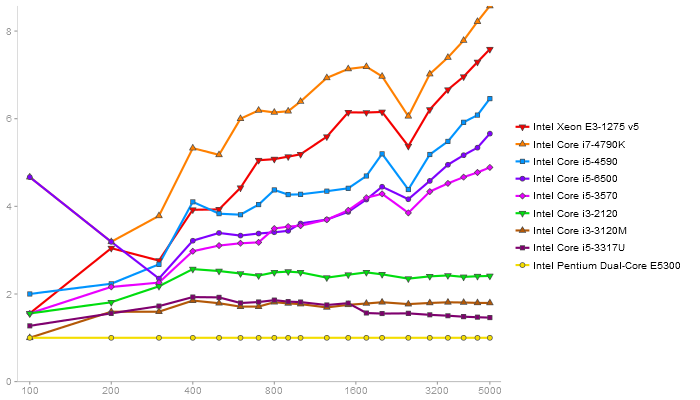 8
6
4
2
0
100
200
400
800
1600
3200
5000
Intel Xeon E3-1275 v5
Intel Core i7-4790K
Intel Core i5-4590
Intel Core i5-6500
Intel Core i5-3570
Intel Core i3-2120
Intel Core i3-3120M
Intel Core i5-3317U
Intel Pentium Dual-Core E5300